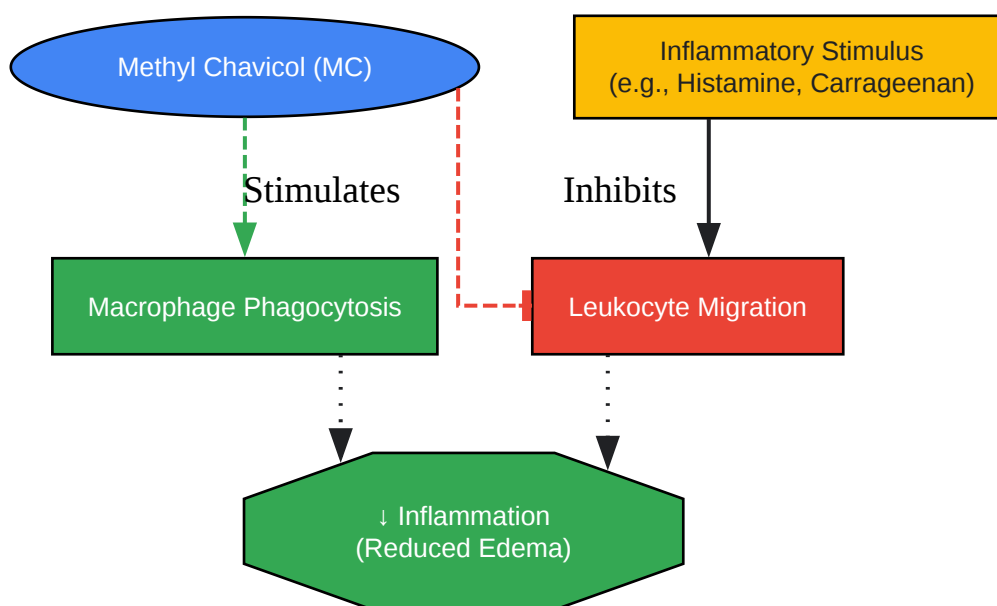 Methyl Chavicol (MC)
Inflammatory Stimulus
(e.g., Histamine, Carrageenan)
Stimulates
Inhibits
Macrophage Phagocytosis
Leukocyte Migration
↓ Inflammation
(Reduced Edema)